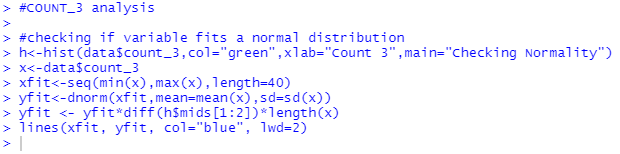 > #COUNT_3 analysis
>
> #checking if variable fits a normal distribution
> h<-hist(data$count_3,col="green",xlab="Count 3",main="Checking Normality")
> x<-data$count_3
> xfit<-seq(min(x),max(x),length=40)
> yfit<-dnorm(xfit,mean=mean(x),sd=sd(x))
> yfit <- yfit*diff(h$mids[1:2])*length(x)
> lines(xfit, yfit, col="blue", lwd=2)
>